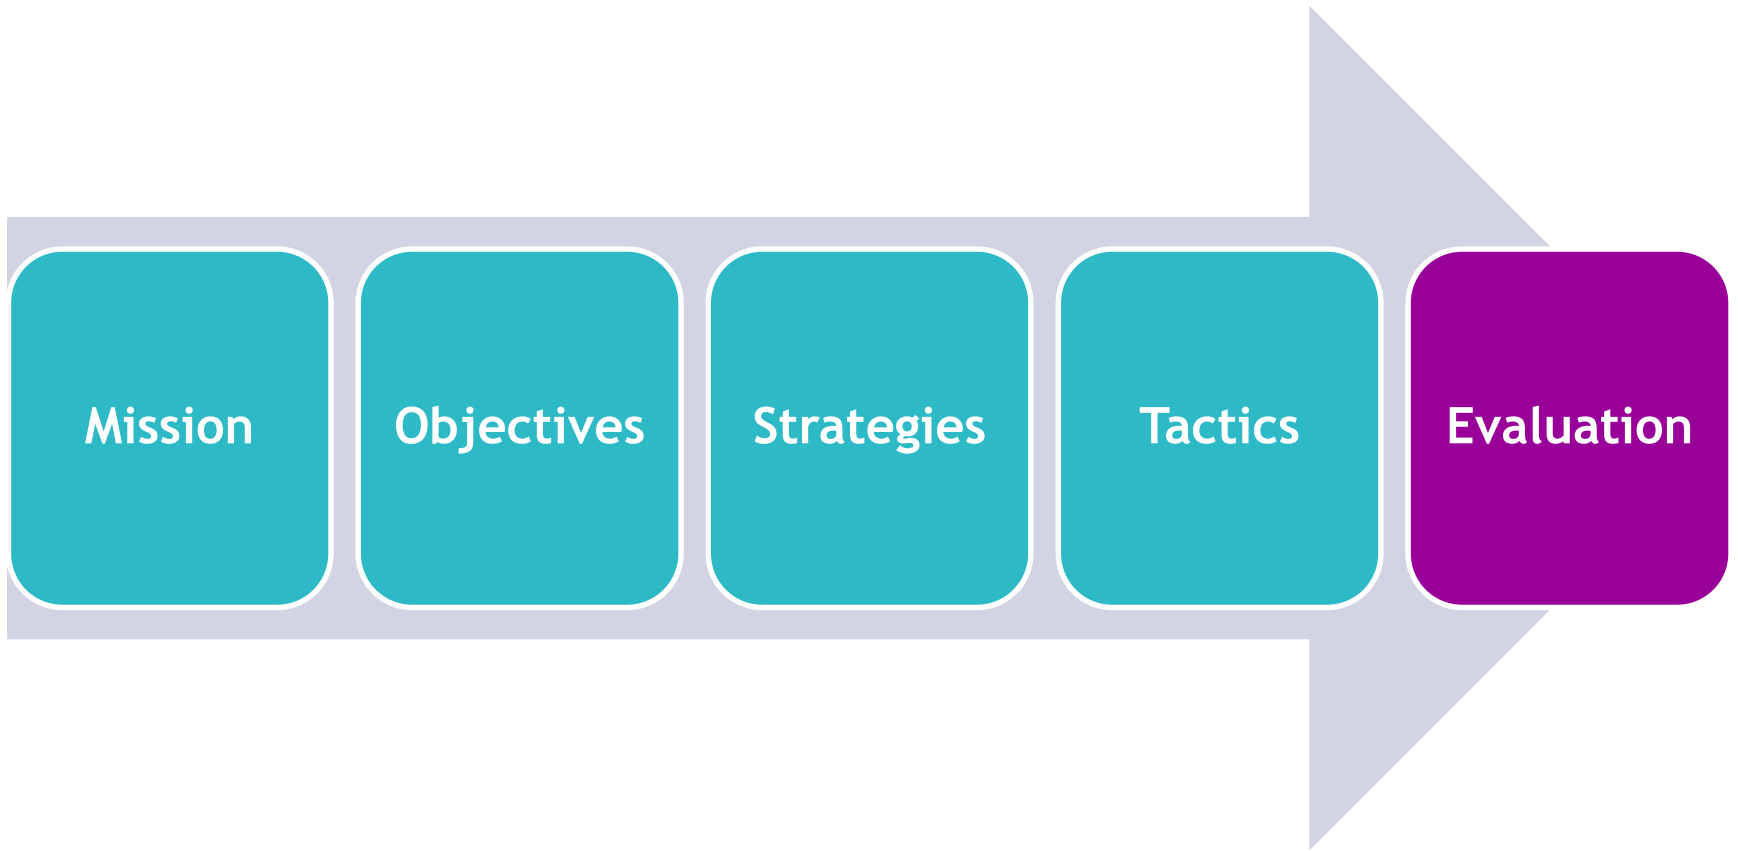 Mission
Objectives
Strategies
Tactics
Evaluation